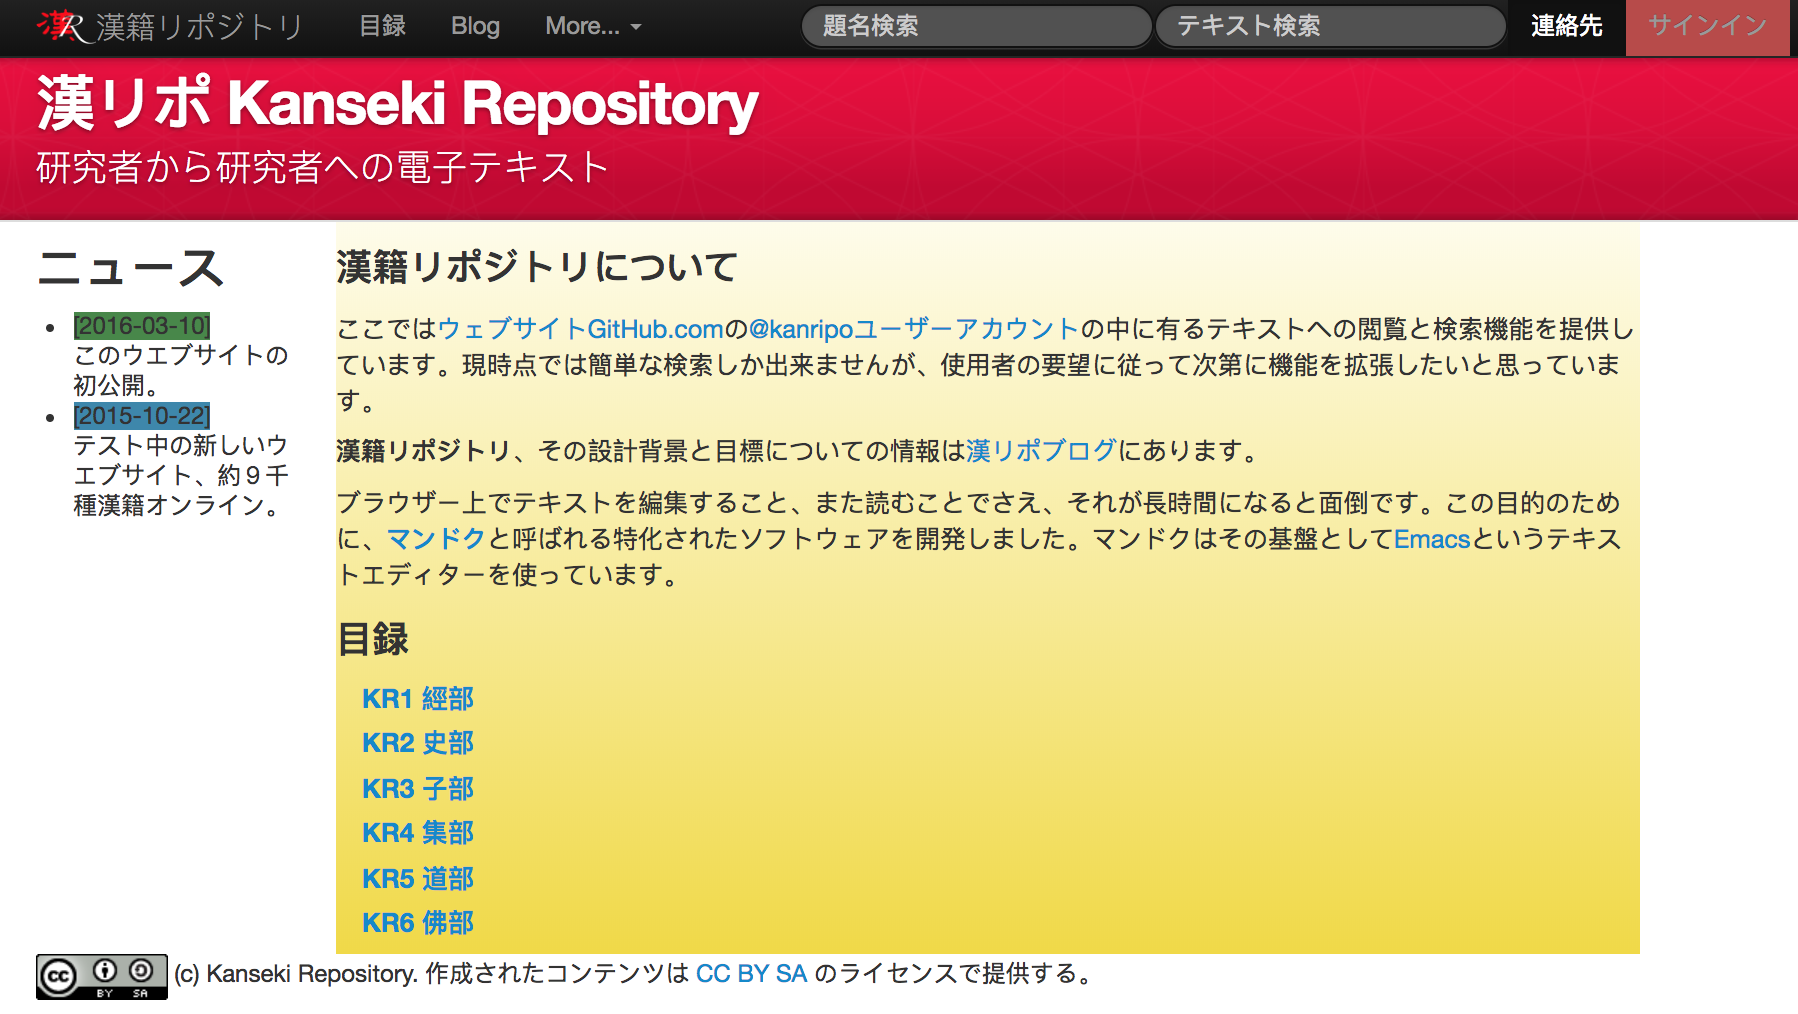 漢R 漢籍リポジトリ 目録 Blog More... 題名検索 テキスト検索 連絡先 サインイン
漢リポ Kanseki Repository
研究者から研究者への電子テキスト
ニュース
[2016-03-10]
このウエブサイトの
初公開。
[2015-10-22]
テスト中の新しいウ
エブサイト、約９千
種漢籍オンライン。
漢籍リポジトリについて
ここではウェブサイトGitHub.comの@kanripoユーザーアカウントの中に有るテキストへの閲覧と検索機能を提供し
ています。現時点では簡単な検索しか出来ませんが、使用者の要望に従って次第に機能を拡張したいと思っていま
す。
漢籍リポジトリ、その設計背景と目標についての情報は漢リポブログにあります。
ブラウザー上でテキストを編集すること、また読むことでさえ、それが長時間になると面倒です。この目的のため
に、マンドクと呼ばれる特化されたソフトウェアを開発しました。マンドクはその基盤としてEmacsというテキス
トエディターを使っています。
目録
KR1 經部
KR2 史部
KR3 子部
KR4 集部
KR5 道部
KR6 佛部
cc BY SA (c) Kanseki Repository. 作成されたコンテンツは CC BY SA のライセンスで提供する。